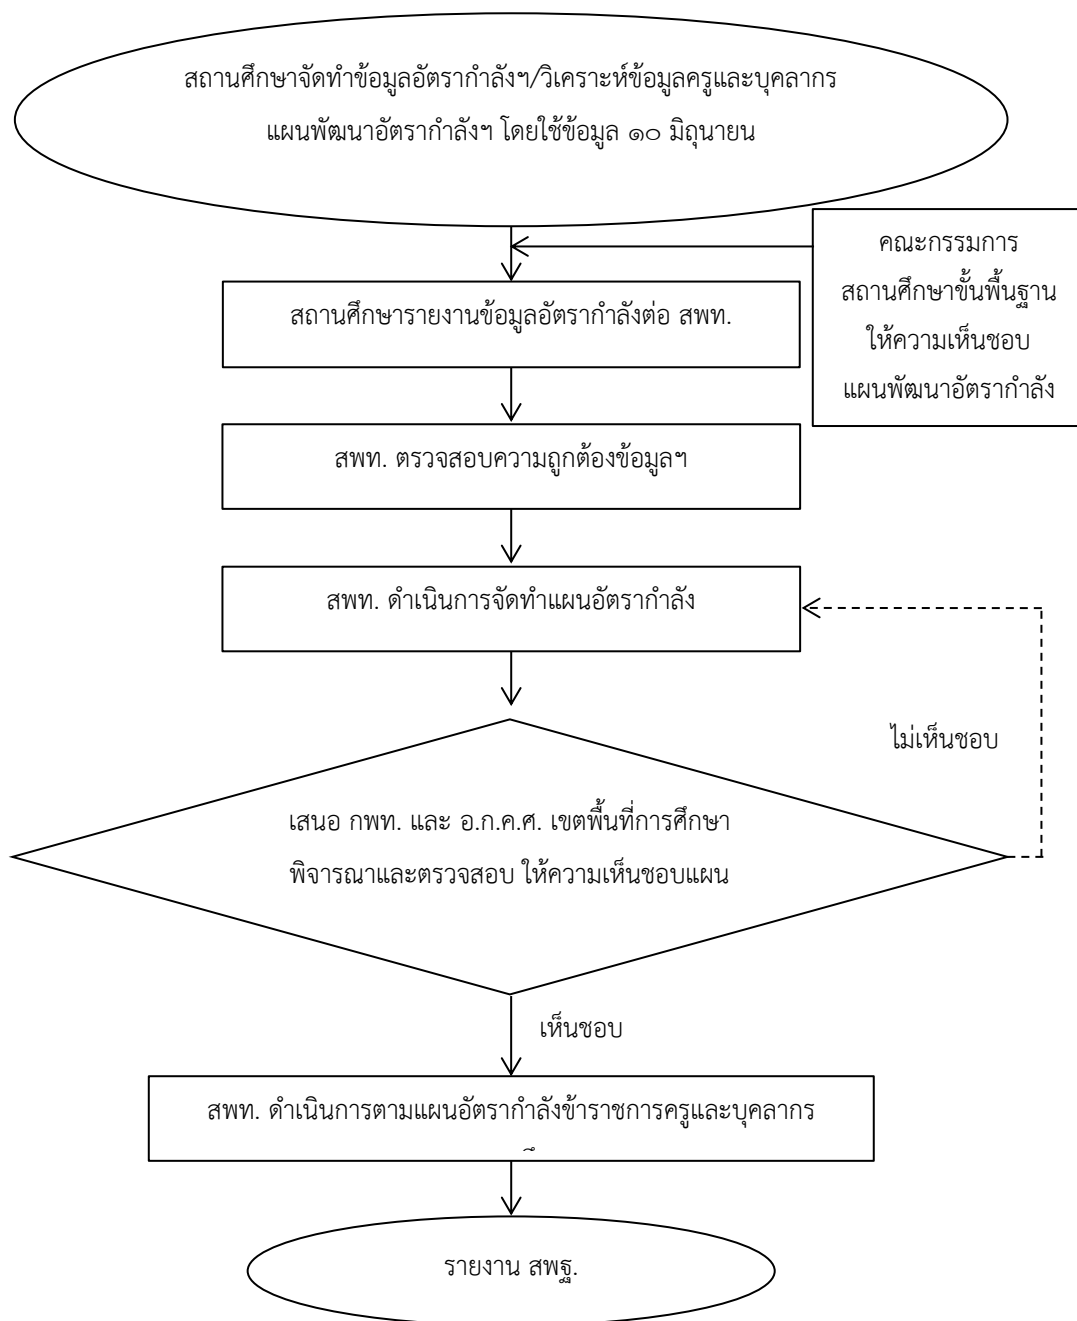 สถานศึกษาจัดทำข้อมูลอัตรากำลังฯ/วิเคราะห์ข้อมูลครูและบุคลากร
แผนพัฒนาอัตรากำลังฯ โดยใช้ข้อมูล ๑๐ มิถุนายน
คณะกรรมการ
สถานศึกษาขั้นพื้นฐาน
ให้ความเห็นชอบ
แผนพัฒนาอัตรากำลัง
สถานศึกษารายงานข้อมูลอัตรากำลังต่อ สพท.
สพท. ตรวจสอบความถูกต้องข้อมูลฯ
สพท. ดำเนินการจัดทำแผนอัตรากำลัง
ไม่เห็นชอบ
เสนอ กพท. และ อ.ก.ค.ศ. เขตพื้นที่การศึกษา
พิจารณาและตรวจสอบ ให้ความเห็นชอบแผน
เห็นชอบ
สพท. ดำเนินการตามแผนอัตรากำลังข้าราชการครูและบุคลากร
รายงาน สพฐ.